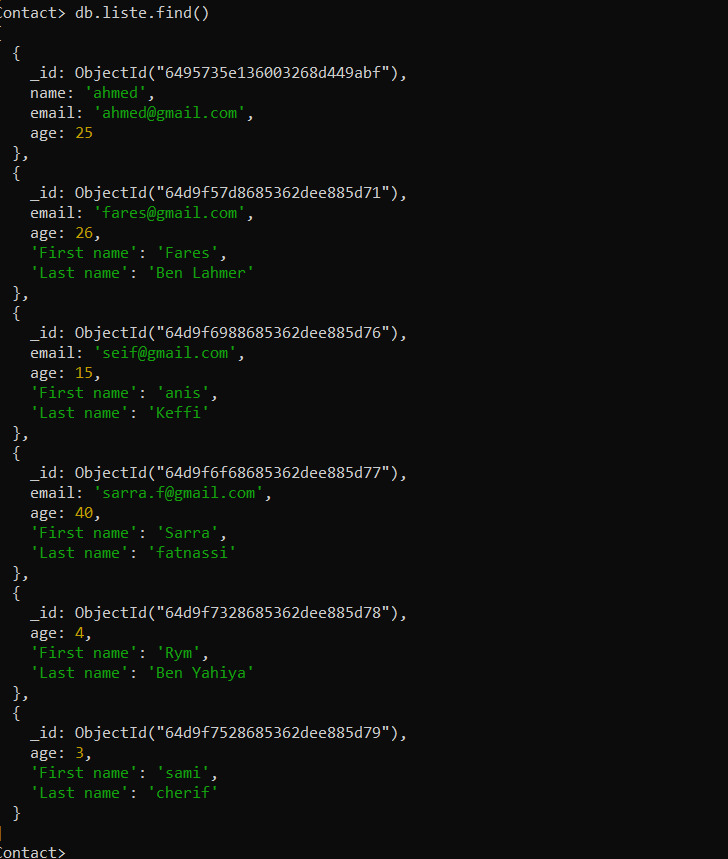 Contact> db.liste.find()
[
  {
    _id: ObjectId("6495735e136003268d449abf"),
    name: 'ahmed',
    email: 'ahmed@gmail.com',
    age: 25
  },
  {
    _id: ObjectId("64d9f57d8685362dee885d71"),
    email: 'fares@gmail.com',
    age: 26,
    'First name': 'Fares',
    'Last name': 'Ben Lahmer'
  },
  {
    _id: ObjectId("64d9f6988685362dee885d76"),
    email: 'seif@gmail.com',
    age: 15,
    'First name': 'anis',
    'Last name': 'Keffi'
  },
  {
    _id: ObjectId("64d9f6f68685362dee885d77"),
    email: 'sarra.f@gmail.com',
    age: 40,
    'First name': 'Sarra',
    'Last name': 'fatnassi'
  },
  {
    _id: ObjectId("64d9f7328685362dee885d78"),
    age: 4,
    'First name': 'Rym',
    'Last name': 'Ben Yahiya'
  },
  {
    _id: ObjectId("64d9f7528685362dee885d79"),
    age: 3,
    'First name': 'sami',
    'Last name': 'cherif'
  }
]
Contact>